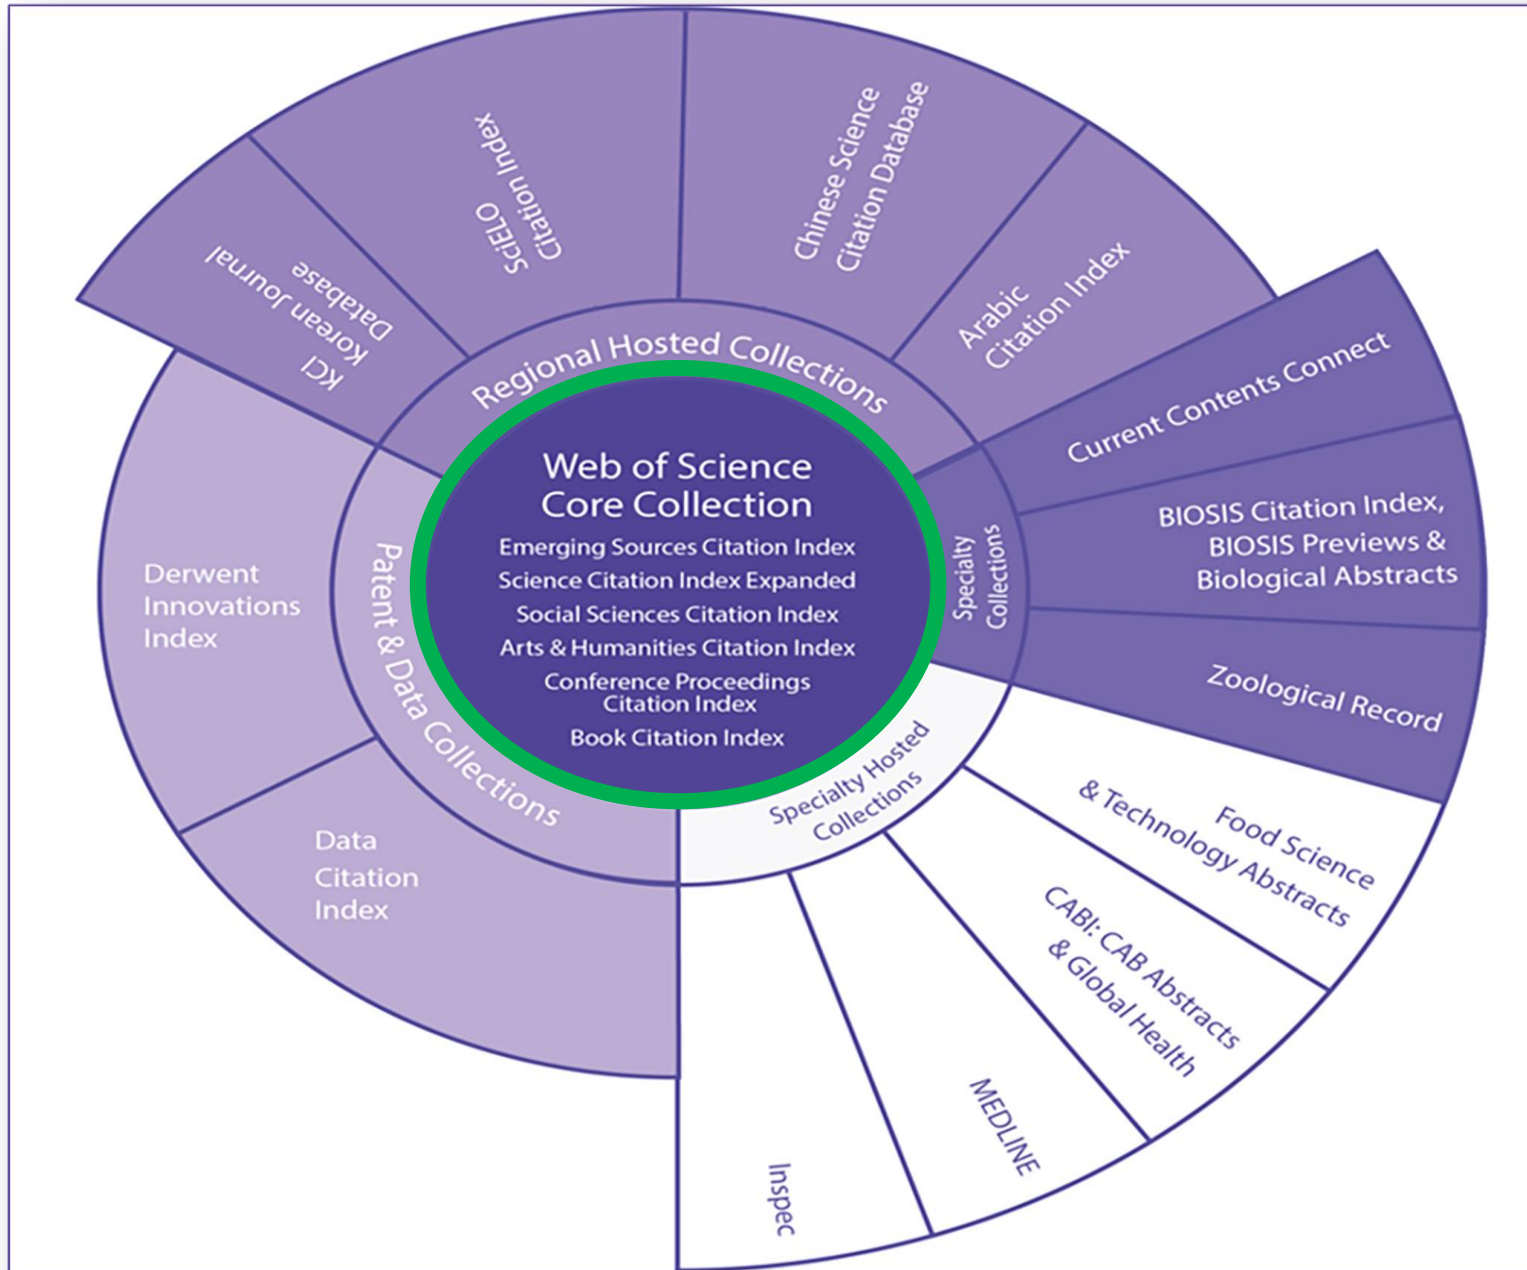 Web of Science
Core Collection
Emerging Sources Citation Index
Science Citation Index Expanded
Social Sciences Citation Index
Arts & Humanities Citation Index
Conference Proceedings
Citation Index
Book Citation Index
Regional Hosted Collections
KCI
Korean Journal
Database
SciELO
Citation Index
Chinese Science
Citation Database
Arabic
Citation Index
Specialty
Collections
Current Contents Connect
BIOSIS Citation Index,
BIOSIS Previews &
Biological Abstracts
Zoological Record
Specialty Hosted
Collections
Food Science
& Technology Abstracts
CABI: CAB Abstracts
& Global Health
MEDLINE
Inspec
Patent & Data Collections
Derwent
Innovations
Index
Data
Citation
Index